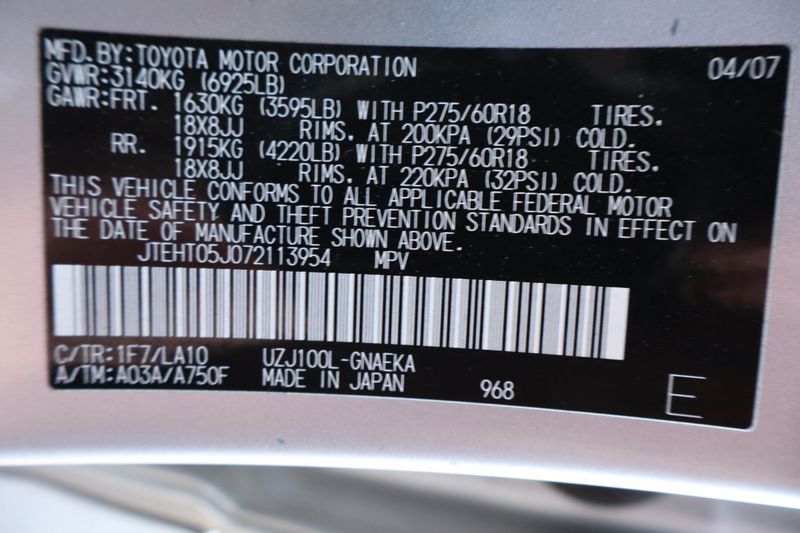 MFD.BY:TOYOTA MOTOR CORPORATION 04/07
GVWR:3140KG (6925LB)
GAWR:FRT. 1630KG (3595LB) WITH P275/60R18 TIRES.
18X8JJ RIMS. AT 200KPA (29PSI) COLD.
RR. 1915KG (4220LB) WITH P275/60R18 TIRES.
18X8JJ RIMS. AT 220KPA (32PSI) COLD.
THIS VEHICLE CONFORMS TO ALL APPLICABLE FEDERAL MOTOR
VEHICLE SAFETY AND THEFT PREVENTION STANDARDS IN EFFECT ON
THE DATE OF MANUFACTURE SHOWN ABOVE.
JTEHT05J072113954 MPV
C/TR:1F7/LA10 UZJ100L-GNAEKA
A/TM:A03A/A750F MADE IN JAPAN 968 E